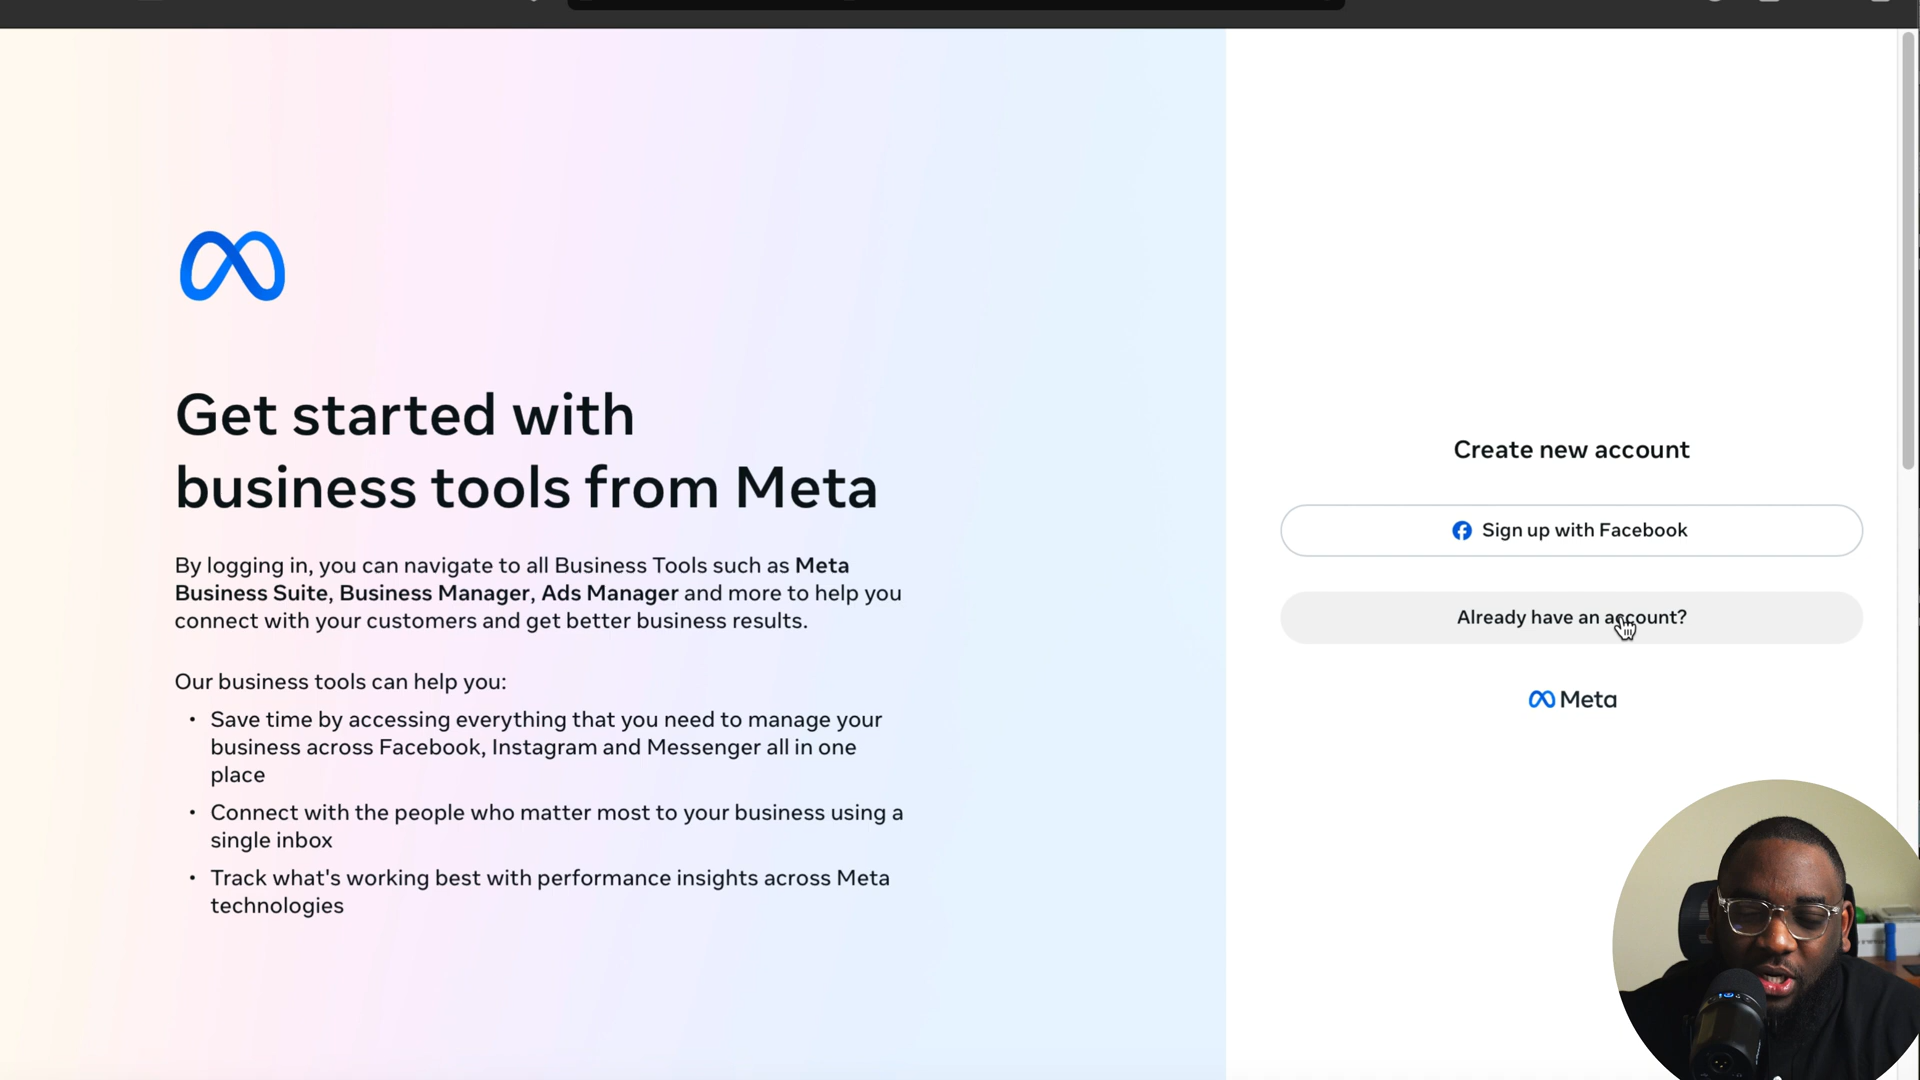 Get started with
business tools from Meta
By logging in, you can navigate to all Business Tools such as Meta
Business Suite, Business Manager, Ads Manager and more to help you
connect with your customers and get better business results.
Our business tools can help you:
• Save time by accessing everything that you need to manage your
business across Facebook, Instagram and Messenger all in one
place
• Connect with the people who matter most to your business using a
single inbox
• Track what's working best with performance insights across Meta
technologies
Create new account
Sign up with Facebook
Already have an account?
Meta